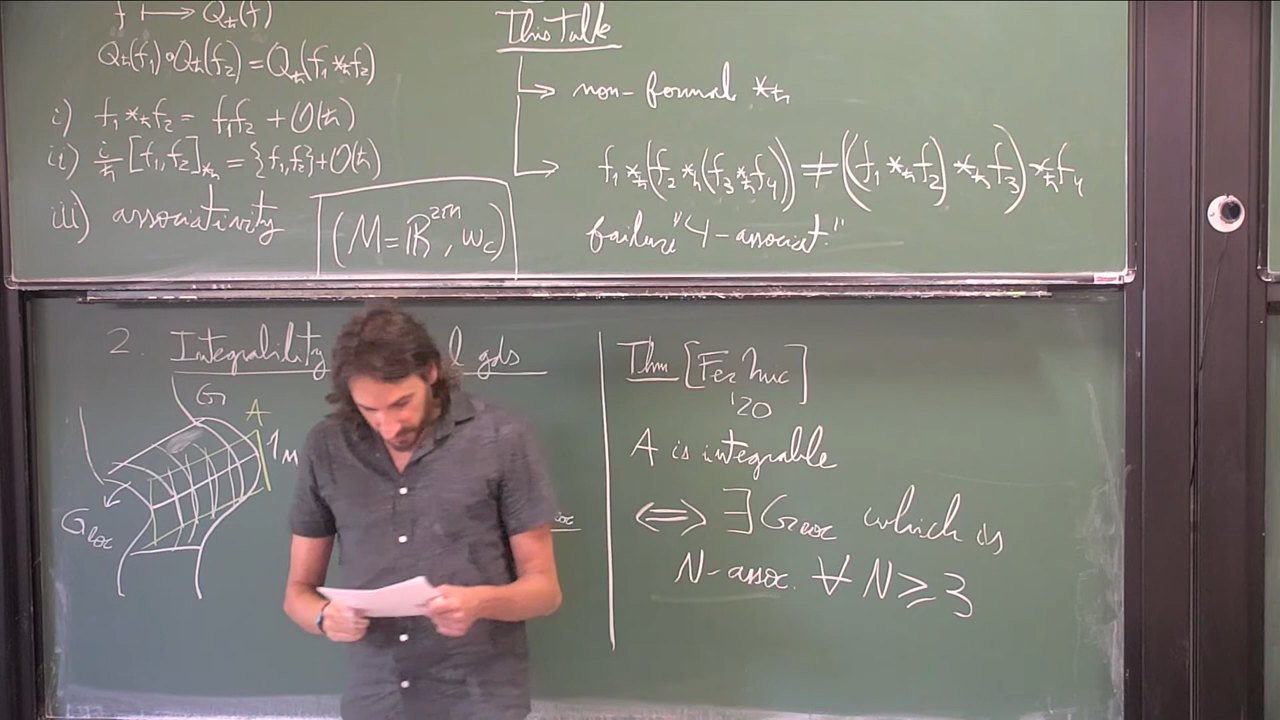 f ⟼ Q_ħ(f)
Q_ħ(f₁)∘Q_ħ(f₂) = Q_ħ(f₁ *_ħ f₂)
i) f₁ *_ħ f₂ = f₁f₂ + O(ħ)
ii) i/ħ [f₁,f₂]_*ħ = {f₁,f₂} + O(ħ)
iii) associativity
(M = ℝ²ⁿ, ω_c)
This Talk
→ non-formal *_ħ
→ f₁ *_ħ (f₂ *_ħ (f₃ *_ħ f₄)) ≠ ((f₁ *_ħ f₂) *_ħ f₃) *_ħ f₄
failure "4-associat."
2. Integrability gds
G
A
1_M
G_loc
loc
Thm [Fer
'20
A is integrable
⟺ ∃ G_loc which is
N-assoc. ∀ N ≥ 3